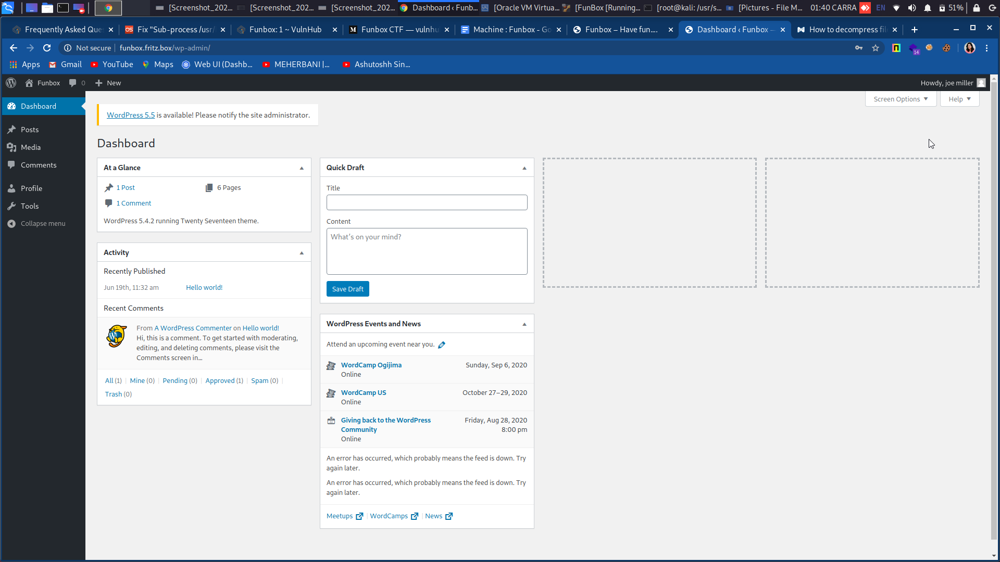 [Screenshot_202...
[Screenshot_202...
[Screenshot_202...
Dashboard ‹ Funb...
[Oracle VM Virtua...
[FunBox [Running...
[root@kali: /usr/s...
[Pictures - File M...
01:40 CARRA
EN
51%
Frequently Asked Que
Fix "Sub-process /usr/
Funbox: 1 ~ VulnHub
Funbox CTF — vulnhu
Machine : Funbox - Go
Funbox – Have fun....
Dashboard ‹ Funbox —
How to decompress fil
Not secure
funbox.fritz.box/wp-admin/
14
Apps
Gmail
YouTube
Maps
Web UI (Dashb...
MEHERBANI |...
Ashutoshh Sin...
Funbox
0
New
Howdy, joe miller
Dashboard
Posts
Media
Comments
Profile
Tools
Collapse menu
Screen Options
Help
WordPress 5.5 is available! Please notify the site administrator.
Dashboard
At a Glance
1 Post
6 Pages
1 Comment
WordPress 5.4.2 running Twenty Seventeen theme.
Activity
Recently Published
Jun 19th, 11:32 am
Hello world!
Recent Comments
From A WordPress Commenter on Hello world!
Hi, this is a comment. To get started with moderating,
editing, and deleting comments, please visit the
Comments screen in...
All (1) | Mine (0) | Pending (0) | Approved (1) | Spam (0) |
Trash (0)
Quick Draft
Title
Content
What's on your mind?
Save Draft
WordPress Events and News
Attend an upcoming event near you.
WordCamp Ogijima
Sunday, Sep 6, 2020
Online
WordCamp US
October 27–29, 2020
Online
Giving back to the WordPress
Friday, Aug 28, 2020
Community
8:00 pm
Online
An error has occurred, which probably means the feed is down. Try
again later.
An error has occurred, which probably means the feed is down. Try
again later.
Meetups | WordCamps | News